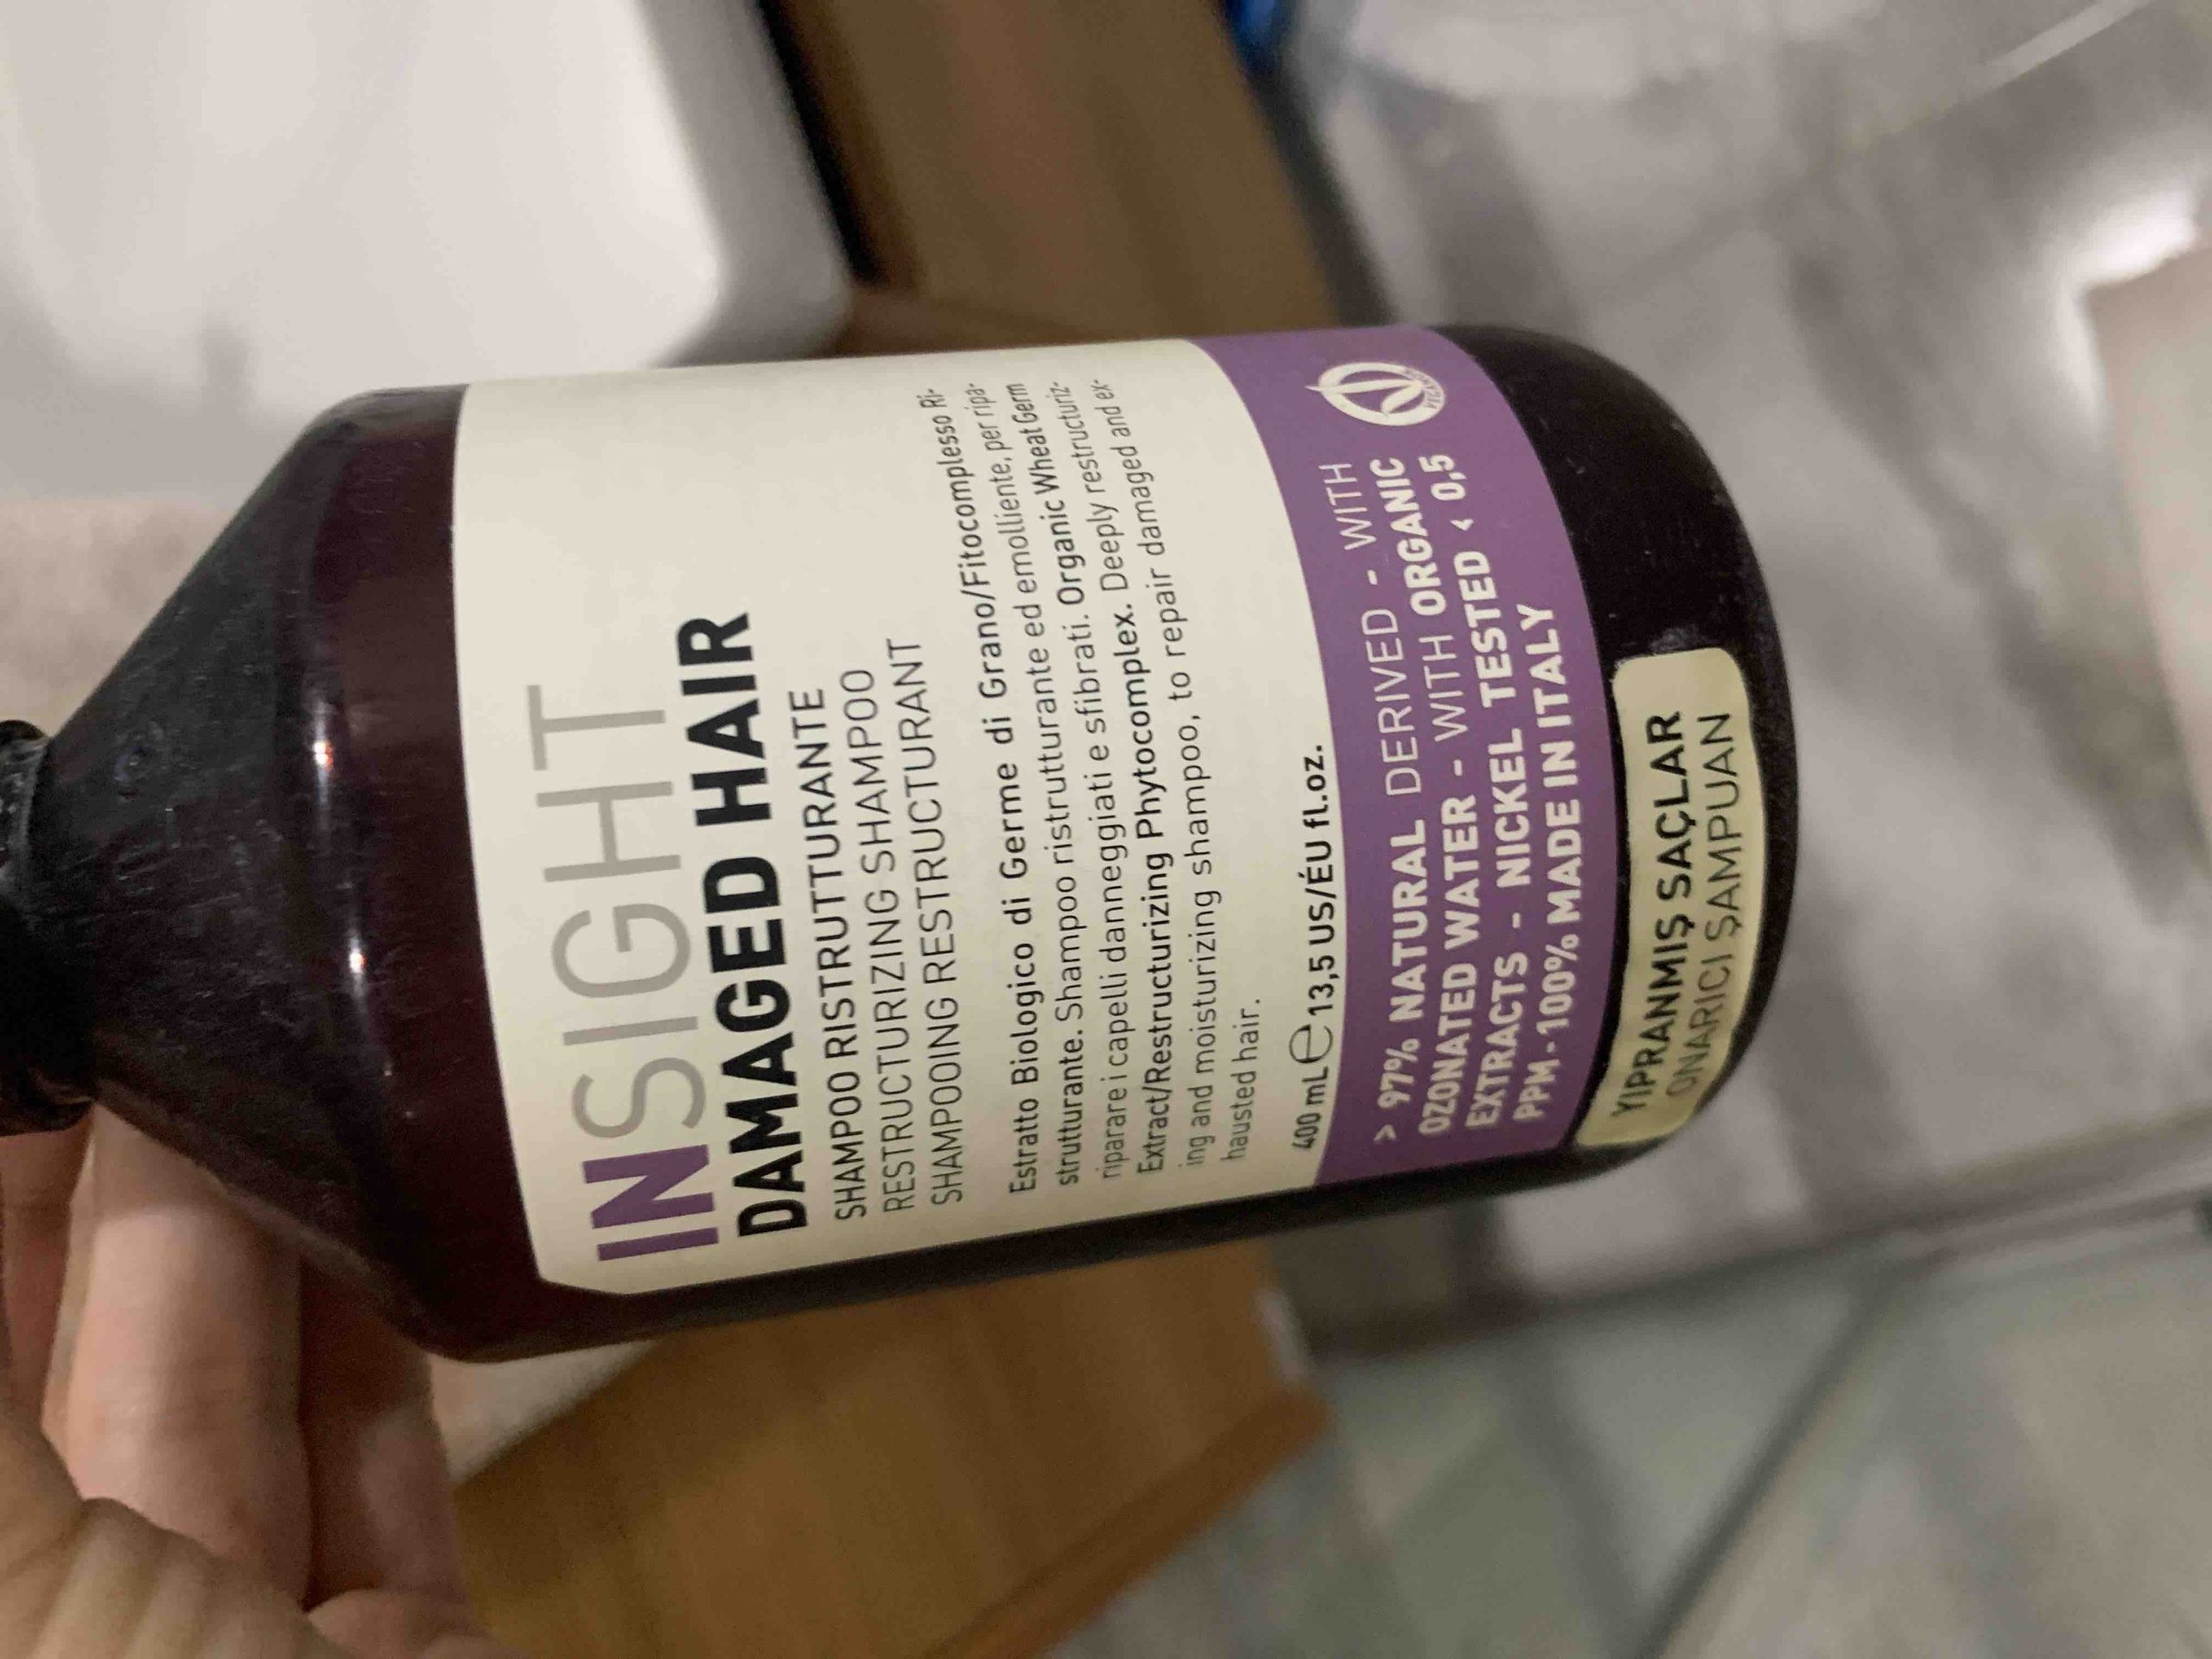 INSIGHT
DAMAGED HAIR
SHAMPOO RISTRUTTURANTE
RESTRUCTURIZING SHAMPOO
SHAMPOOING RESTRUCTURANT
Estratto Biologico di Germe di Grano/Fitocomplesso Ri-
strutturante. Shampoo ristrutturante ed emolliente, per ripa-
riparare i capelli danneggiati e sfibrati. Organic Wheat Germ
Extract/Restructurizing Phytocomplex. Deeply restructuriz-
ing and moisturizing shampoo, to repair damaged and ex-
hausted hair.
400 mL e 13,5 US/ÉU fl.oz.
> 97% NATURAL DERIVED - WITH
OZONATED WATER - WITH ORGANIC
EXTRACTS - NICKEL TESTED < 0,5
PPM-100% MADE IN ITALY
VEGAN
YIPRANMIŞ SAÇLAR
ONARICI ŞAMPUAN